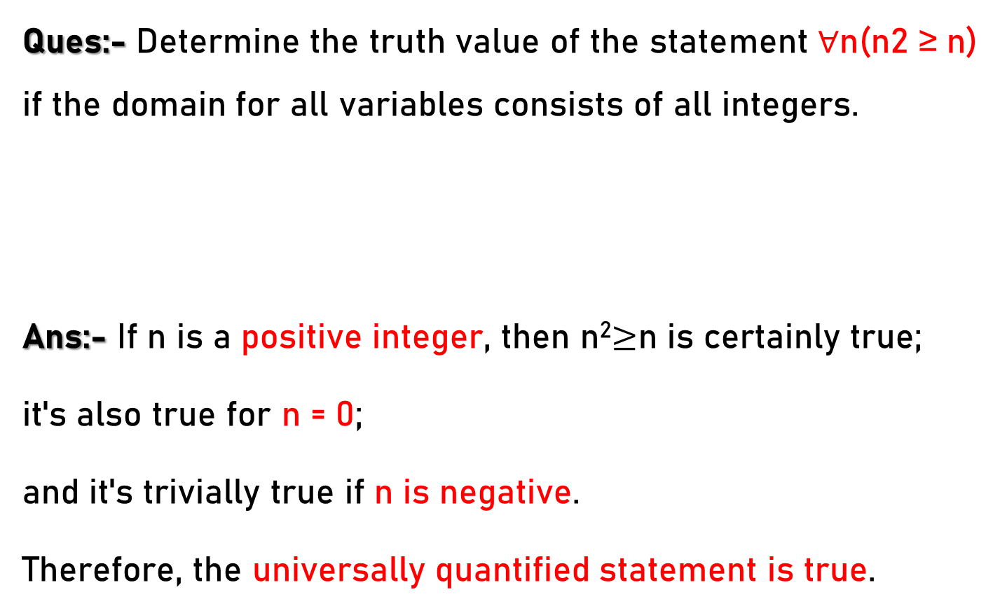 Ques:- Determine the truth value of the statement ∀n(n2 ≥ n)
if the domain for all variables consists of all integers.
Ans:- If n is a positive integer, then n²≥n is certainly true;
it's also true for n = 0;
and it's trivially true if n is negative.
Therefore, the universally quantified statement is true.